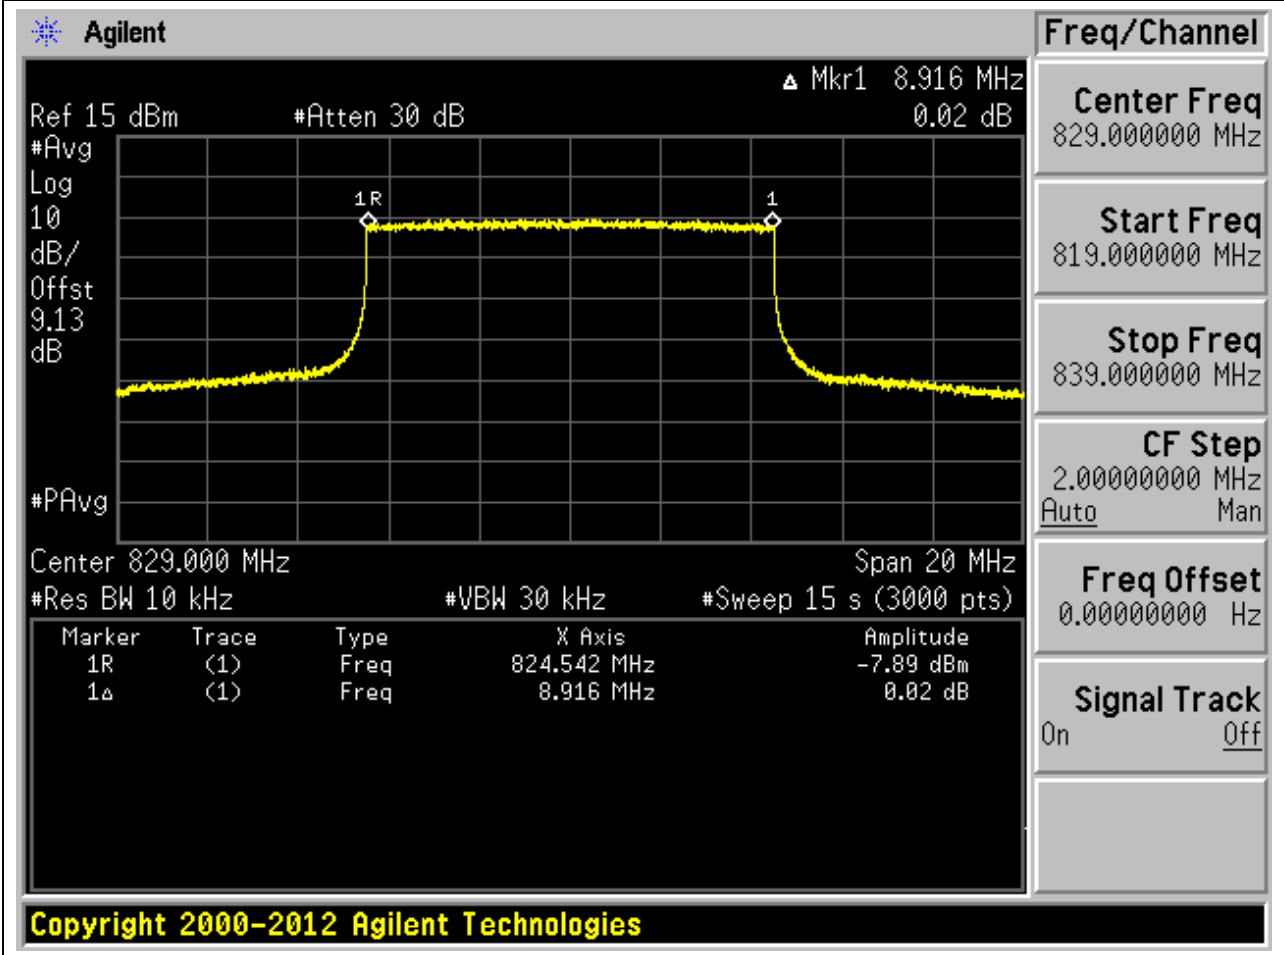 Agilent
Freq/Channel
Δ Mkr1 8.916 MHz
Ref 15 dBm #Atten 30 dB 0.02 dB
#Avg
Log
10
dB/
Offst
9.13
dB
#PAvg
1R
1
Center 829.000 MHz Span 20 MHz
#Res BW 10 kHz #VBW 30 kHz #Sweep 15 s (3000 pts)
Marker Trace Type X Axis Amplitude
1R (1) Freq 824.542 MHz -7.89 dBm
1Δ (1) Freq 8.916 MHz 0.02 dB
Center Freq
829.000000 MHz
Start Freq
819.000000 MHz
Stop Freq
839.000000 MHz
CF Step
2.00000000 MHz
Auto Man
Freq Offset
0.00000000 Hz
Signal Track
On Off
Copyright 2000-2012 Agilent Technologies